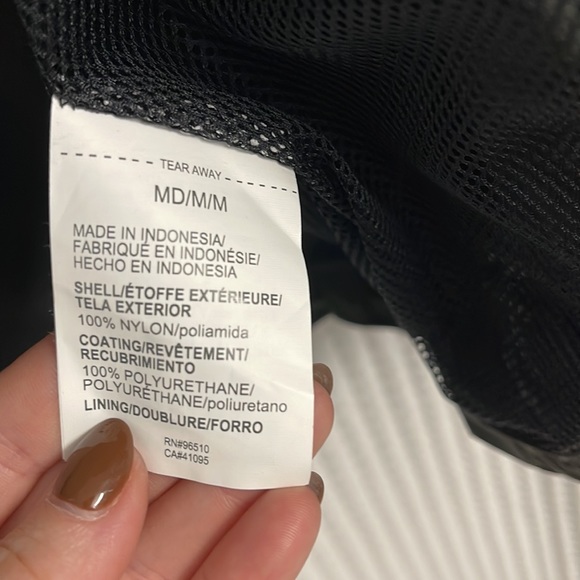 TEAR AWAY
MD/M/M
MADE IN INDONESIA/
FABRIQUÉ EN INDONÉSIE/
HECHO EN INDONESIA
SHELL/ÉTOFFE EXTÉRIEURE/
TELA EXTERIOR
100% NYLON/poliamida
COATING/REVÊTEMENT/
RECUBRIMIENTO
100% POLYURETHANE/
POLYURÉTHANE/poliuretano
LINING/DOUBLURE/FORRO
RN#96510
CA#41095